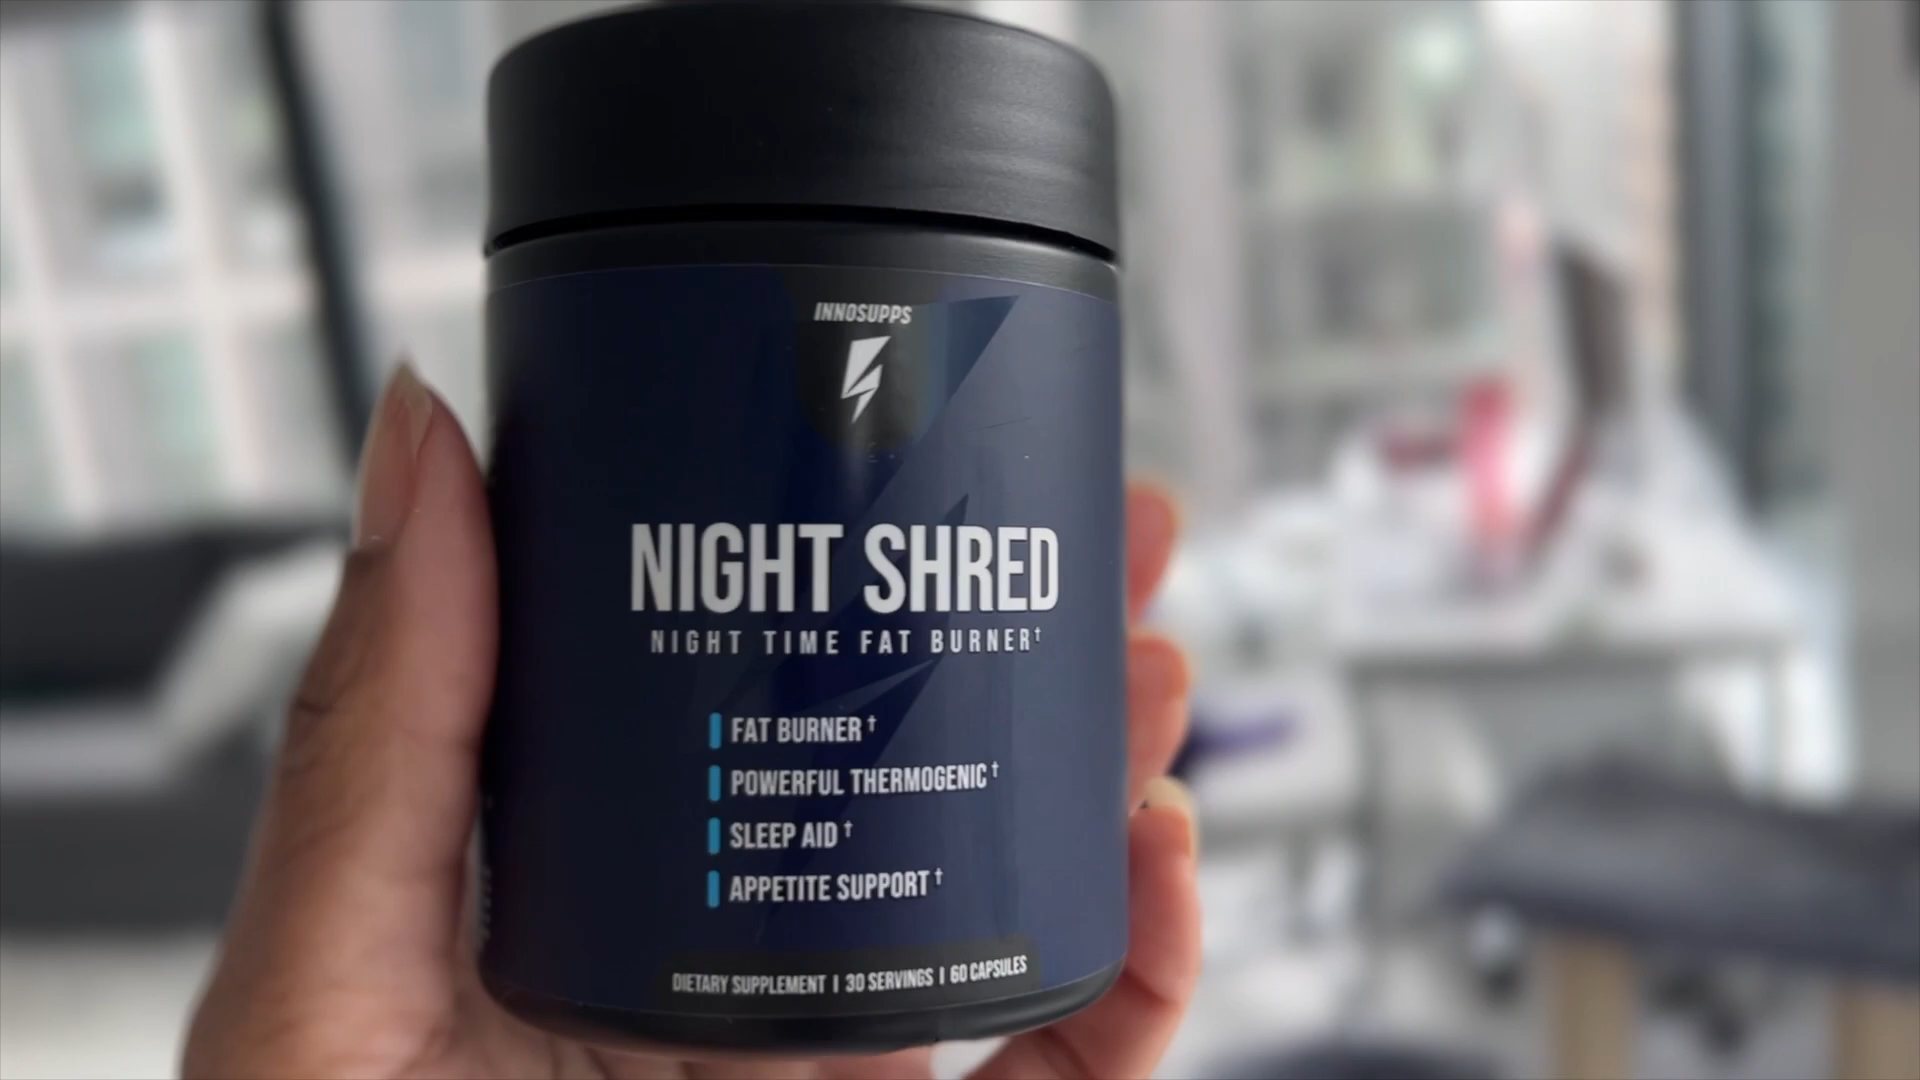 INNOSUPPS
NIGHT SHRED
NIGHT TIME FAT BURNER†
FAT BURNER†
POWERFUL THERMOGENIC†
SLEEP AID†
APPETITE SUPPORT†
DIETARY SUPPLEMENT | 30 SERVINGS | 60 CAPSULES